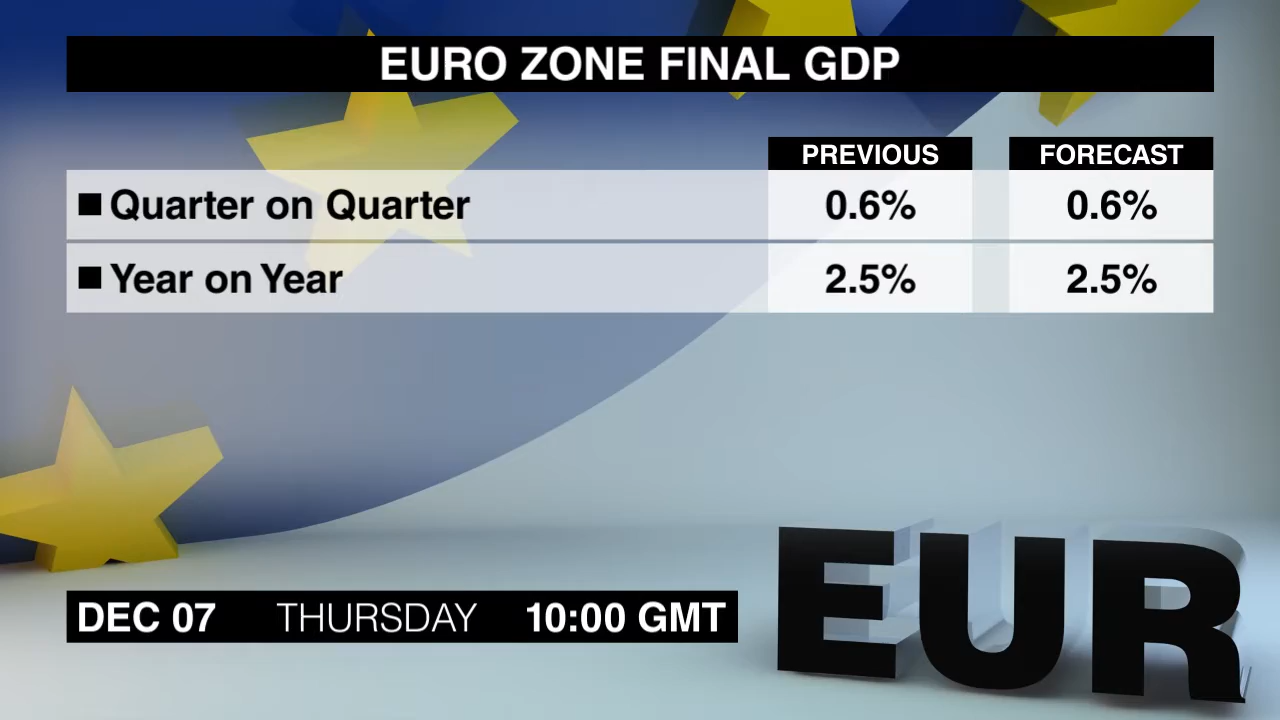 EURO ZONE FINAL GDP
PREVIOUS FORECAST
Quarter on Quarter 0.6% 0.6%
Year on Year 2.5% 2.5%
DEC 07 THURSDAY 10:00 GMT
EUR